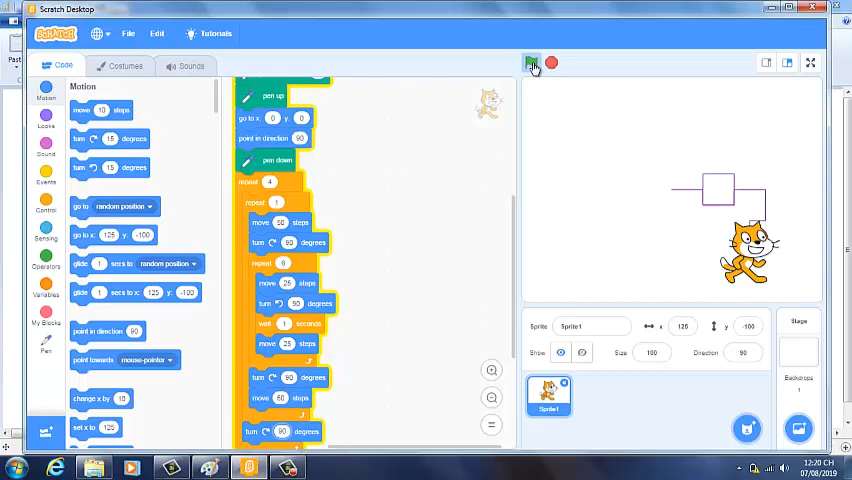 Scratch Desktop
SCRATCH File Edit Tutorials
Past
Code Costumes Sounds
Motion
Looks
Sound
Events
Control
Sensing
Operators
Variables
My Blocks
Pen
Motion
move 10 steps
turn 15 degrees
turn 15 degrees
go to random position
go to x: 125 y: -100
glide 1 secs to random position
glide 1 secs to x: 125 y: -100
point in direction 90
point towards mouse-pointer
change x by 10
set x to 125
pen up
go to x: 0 y: 0
point in direction 90
pen down
repeat 4
repeat 1
move 50 steps
turn 90 degrees
repeat 6
move 25 steps
turn 90 degrees
wait 1 seconds
move 25 steps
turn 90 degrees
move 50 steps
turn 90 degrees
Sprite Sprite1 x 125 y -100
Show Size 100 Direction 90
Sprite1
Stage
Backdrops
1
12:20 CH
07/08/2019